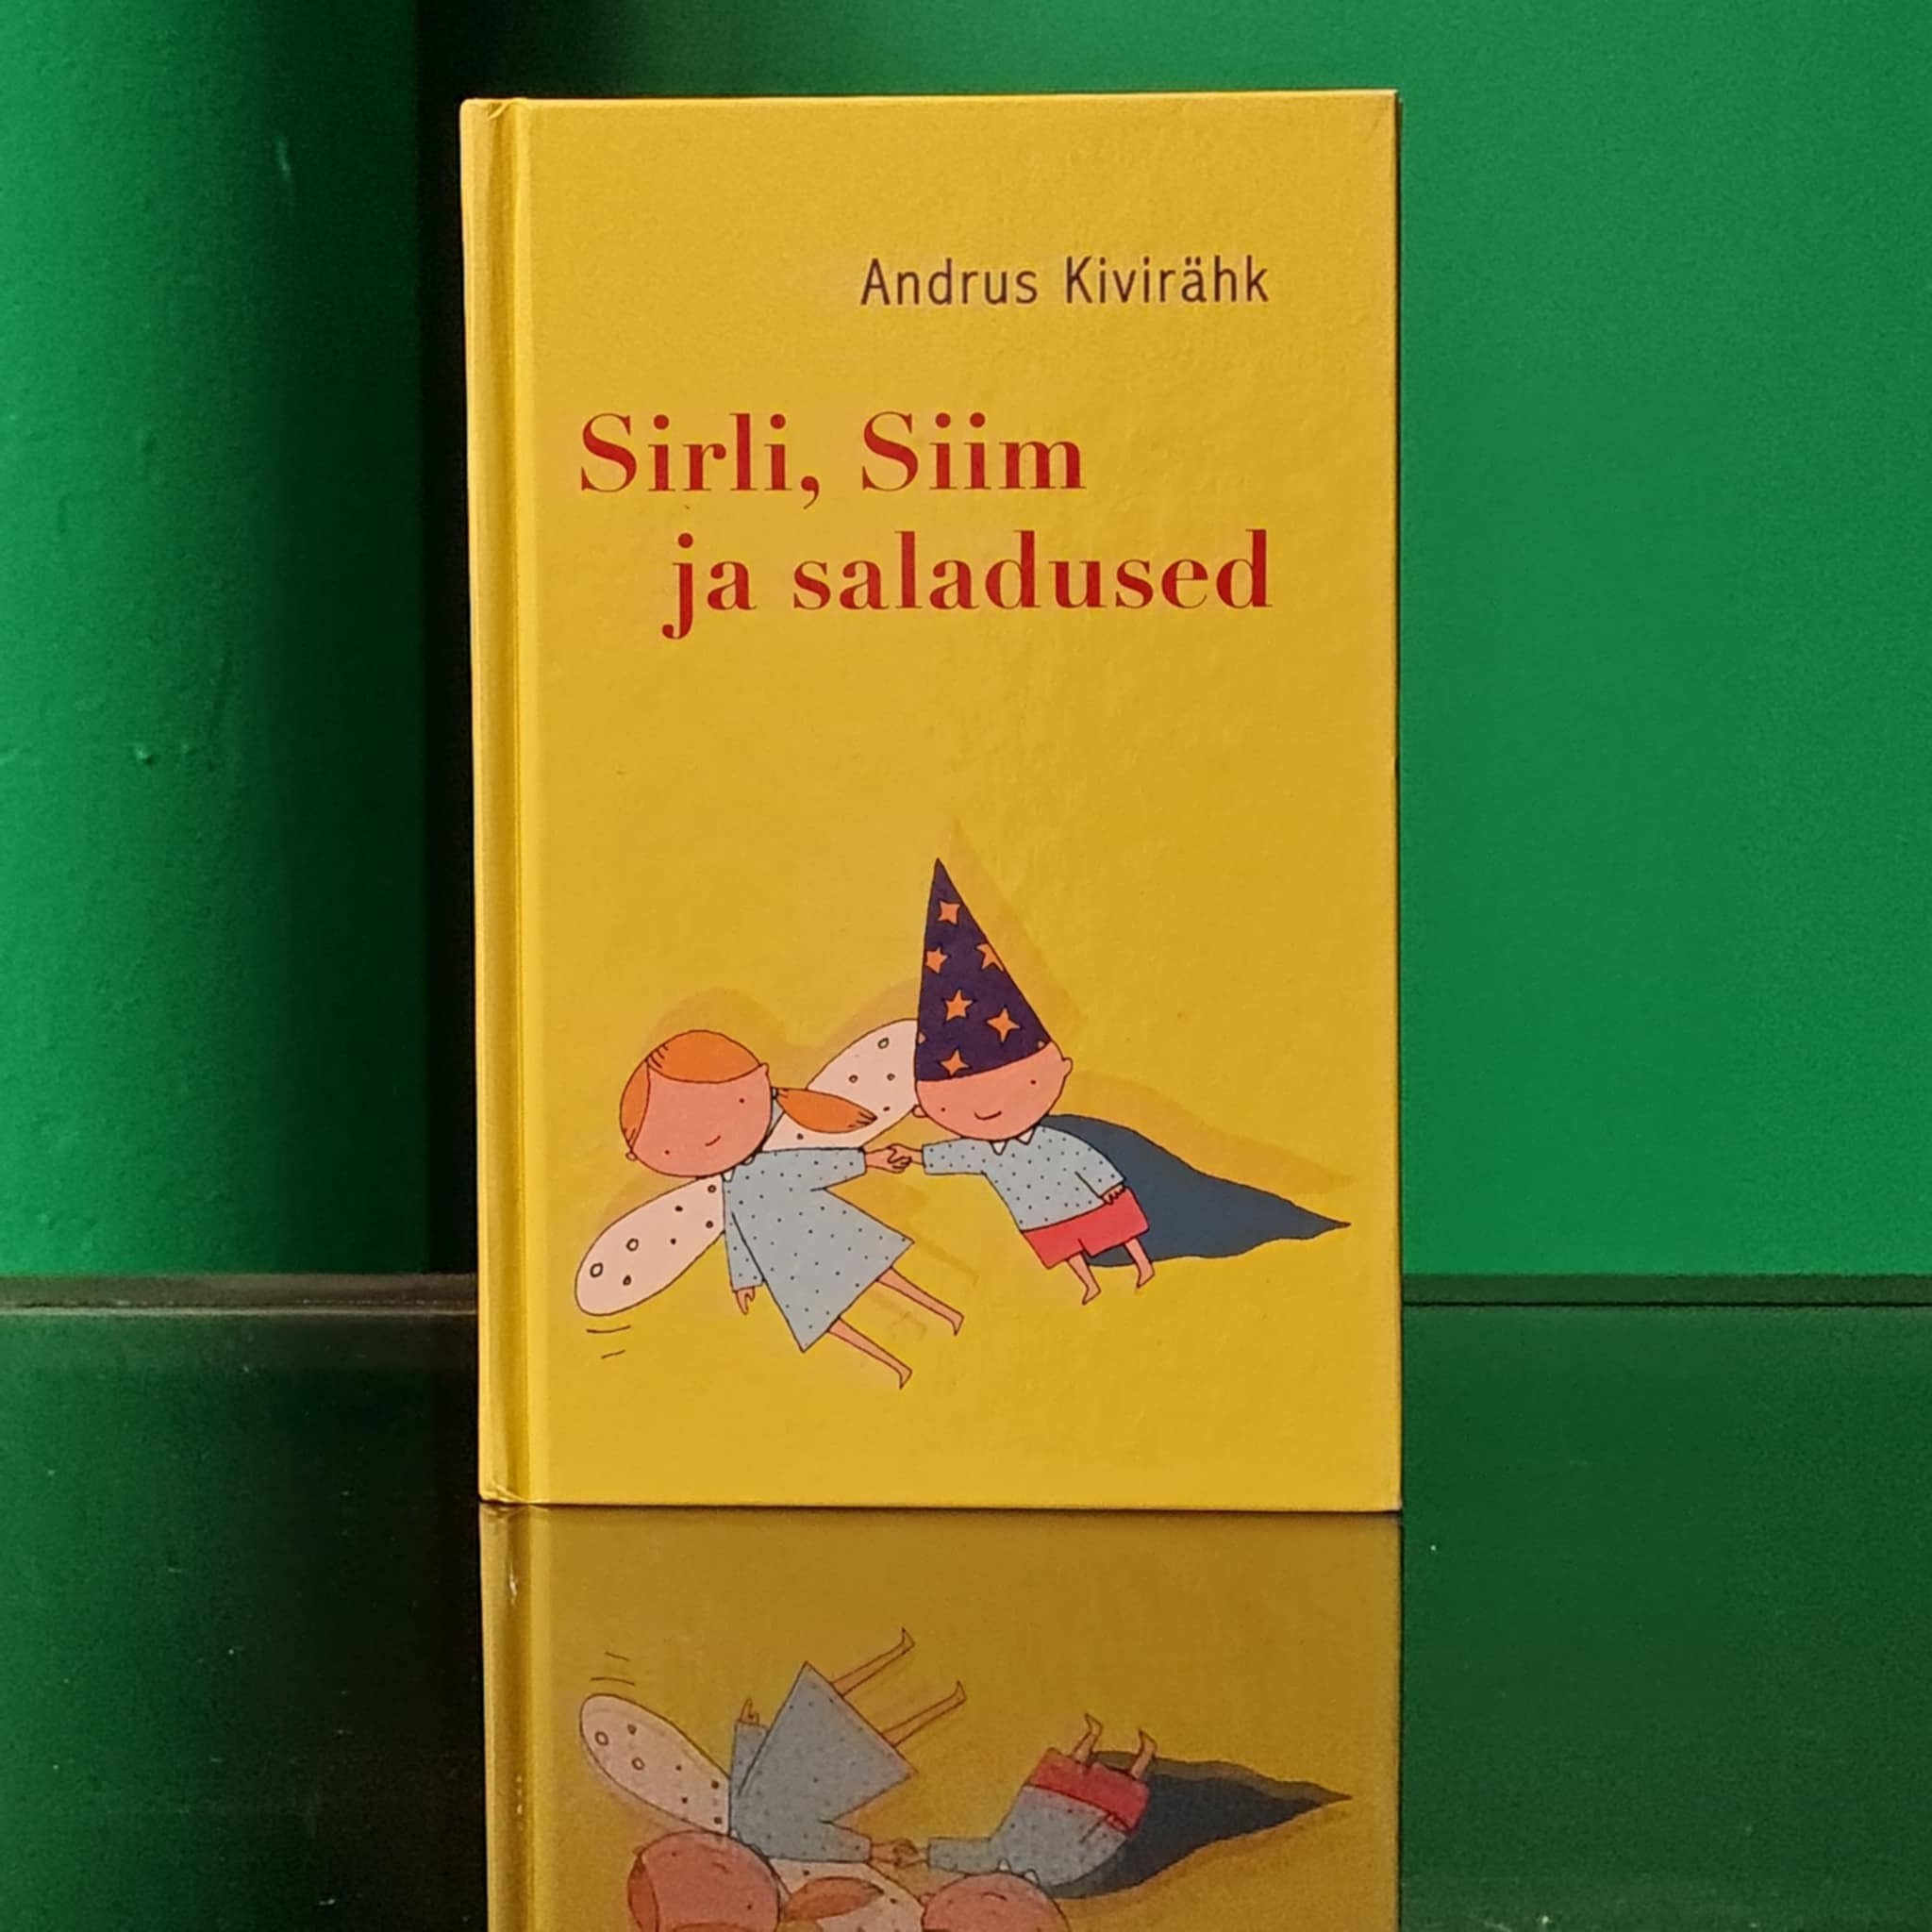 Andrus Kivirähk
Sirli, Siim
ja saladused